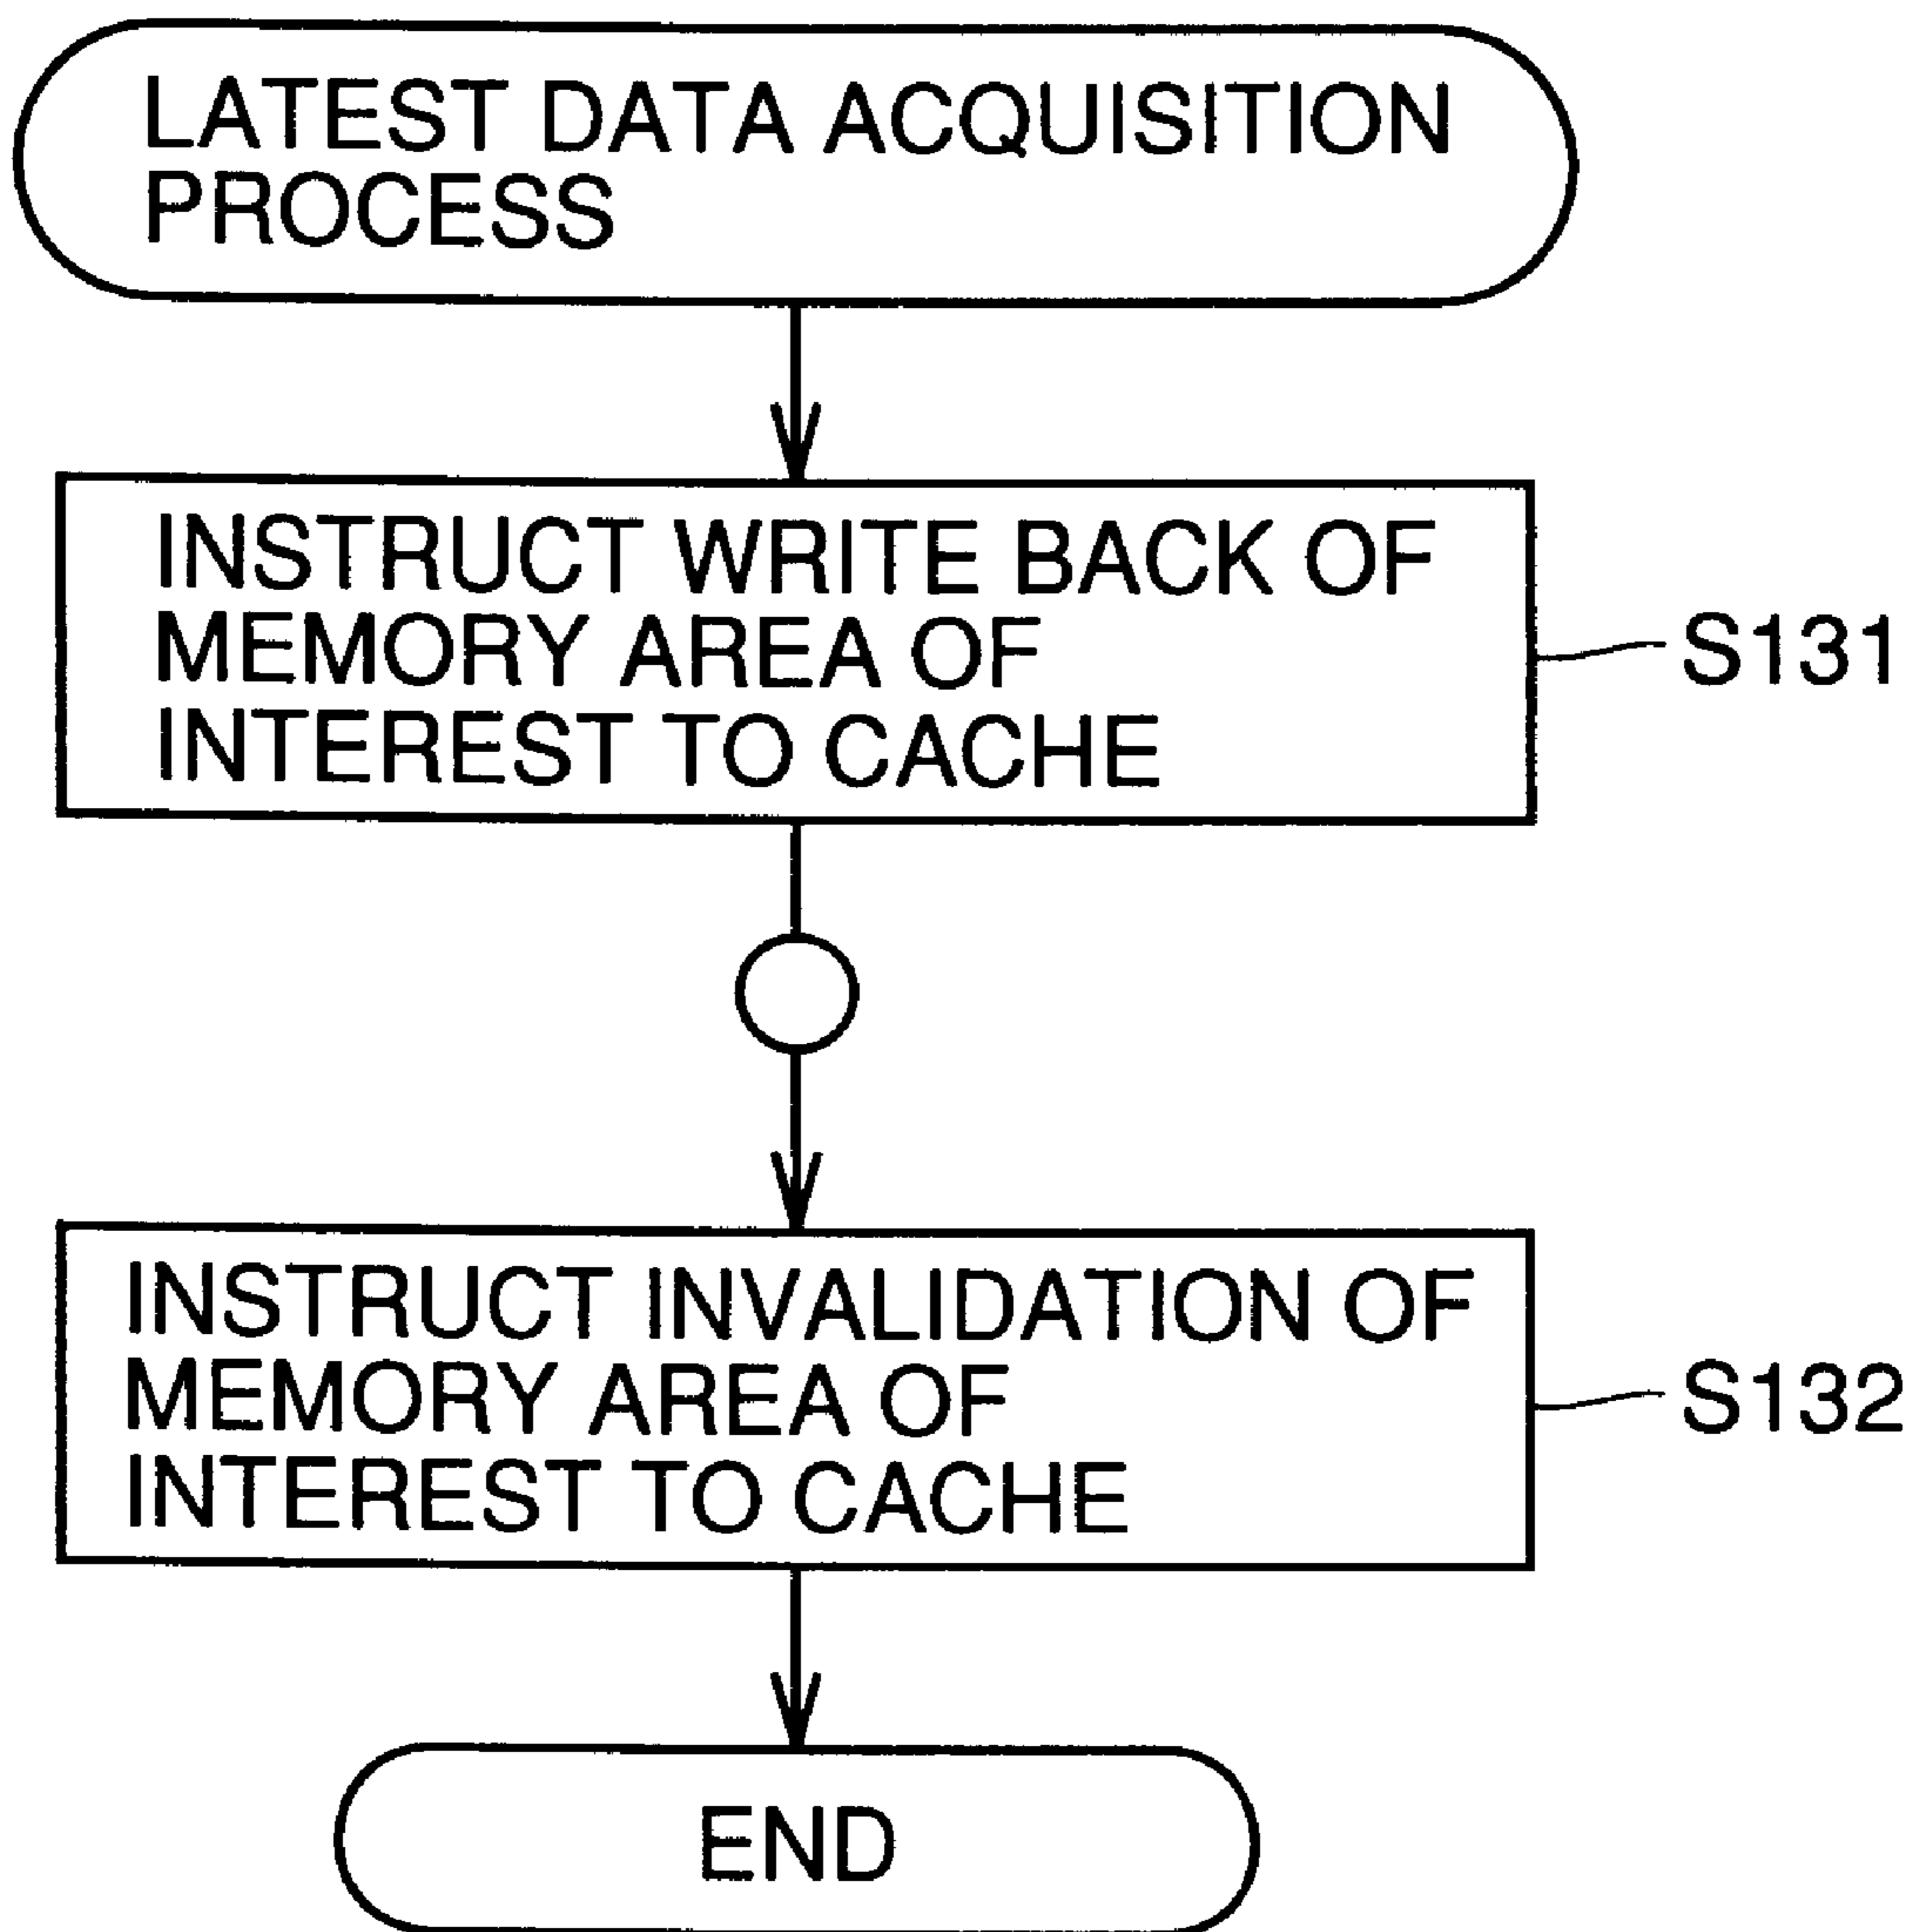 LATEST DATA ACQUISITION
PROCESS
INSTRUCT WRITE BACK OF
MEMORY AREA OF
INTEREST TO CACHE
S131
INSTRUCT INVALIDATION OF
MEMORY AREA OF
INTEREST TO CACHE
S132
END